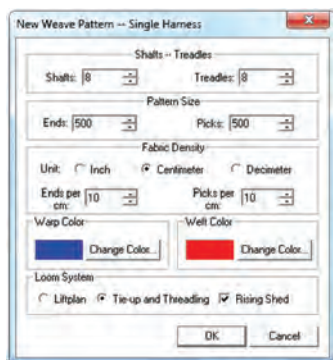 New Weave Pattern -- Single Harness
Shafts -- Treadles
Shafts: 8 Treadles: 8
Pattern Size
Ends: 500 Picks: 500
Fabric Density
Unit: Inch Centimeter Decimeter
Ends per cm: 10 Picks per cm: 10
Warp Color Weft Color
Change Color... Change Color...
Loom System
Liftplan Tie-up and Threading Rising Shed
OK Cancel